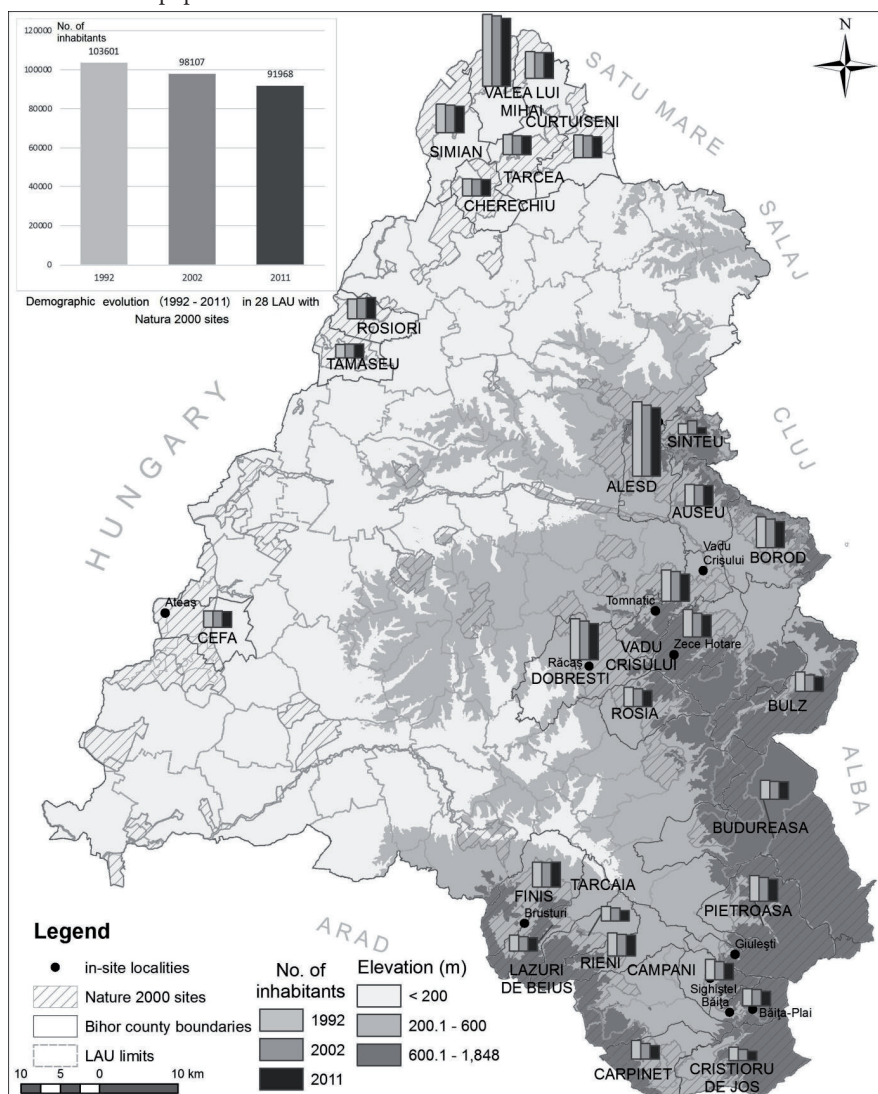 No. of
inhabitants
120000
100000
80000
60000
40000
20000
0
103601
98107
91968
1992
2002
2011
Demographic evolution (1992 - 2011) in 28 LAU with
Natura 2000 sites
N
SATU MARE
SALAJ
CLUJ
ALBA
ARAD
HUNGARY
VALEA LUI
MIHAI
CURTUISENI
SIMIAN
TARCEA
CHERECHIU
ROSIORI
TAMASEU
SINTEU
ALESD
AUSEU
BOROD
Vadu
Crişului
Ateaş
CEFA
Tomnatic
VADU
CRISULUI
Zece Hotare
Răcaş
DOBRESTI
ROSIA
BULZ
BUDUREASA
FINIS
TARCAIA
Brusturi
PIETROASA
LAZURI
DE BEIUS
RIENI
CAMPANI
Giuleşti
Sighiştel
Băiţa
Băiţa-Plai
CARPINET
CRISTIORU
DE JOS
Legend
in-site localities
Nature 2000 sites
Bihor county boundaries
LAU limits
10 5 0 10 km
No. of
inhabitants
1992
2002
2011
Elevation (m)
< 200
200.1 - 600
600.1 - 1,848